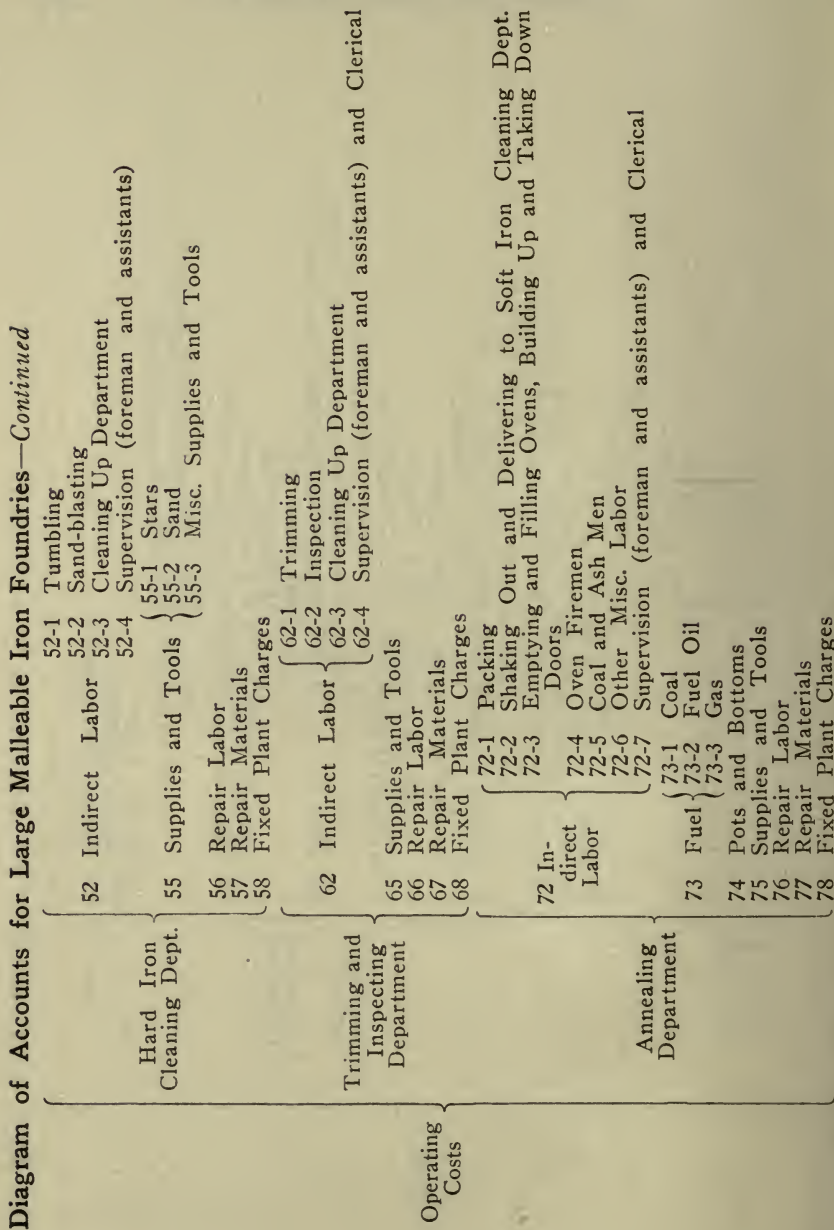 Diagram of Accounts for Large Malleable Iron Foundries—Continued
Operating
Costs
Hard Iron
Cleaning Dept.
52 Indirect Labor
52-1 Tumbling
52-2 Sand-blasting
52-3 Cleaning Up Department
52-4 Supervision (foreman and assistants)
55 Supplies and Tools
55-1 Stars
55-2 Sand
55-3 Misc. Supplies and Tools
56 Repair Labor
57 Repair Materials
58 Fixed Plant Charges
Trimming and
Inspecting
Department
62 Indirect Labor
62-1 Trimming
62-2 Inspection
62-3 Cleaning Up Department
62-4 Supervision (foreman and assistants) and Clerical
65 Supplies and Tools
66 Repair Labor
67 Repair Materials
68 Fixed Plant Charges
Annealing
Department
72 In-
direct
Labor
72-1 Packing
72-2 Shaking Out and Delivering to Soft Iron Cleaning Dept.
72-3 Emptying and Filling Ovens, Building Up and Taking Down
Doors
72-4 Oven Firemen
72-5 Coal and Ash Men
72-6 Other Misc. Labor
72-7 Supervision (foreman and assistants) and Clerical
73 Fuel
73-1 Coal
73-2 Fuel Oil
73-3 Gas
74 Pots and Bottoms
75 Supplies and Tools
76 Repair Labor
77 Repair Materials
78 Fixed Plant Charges